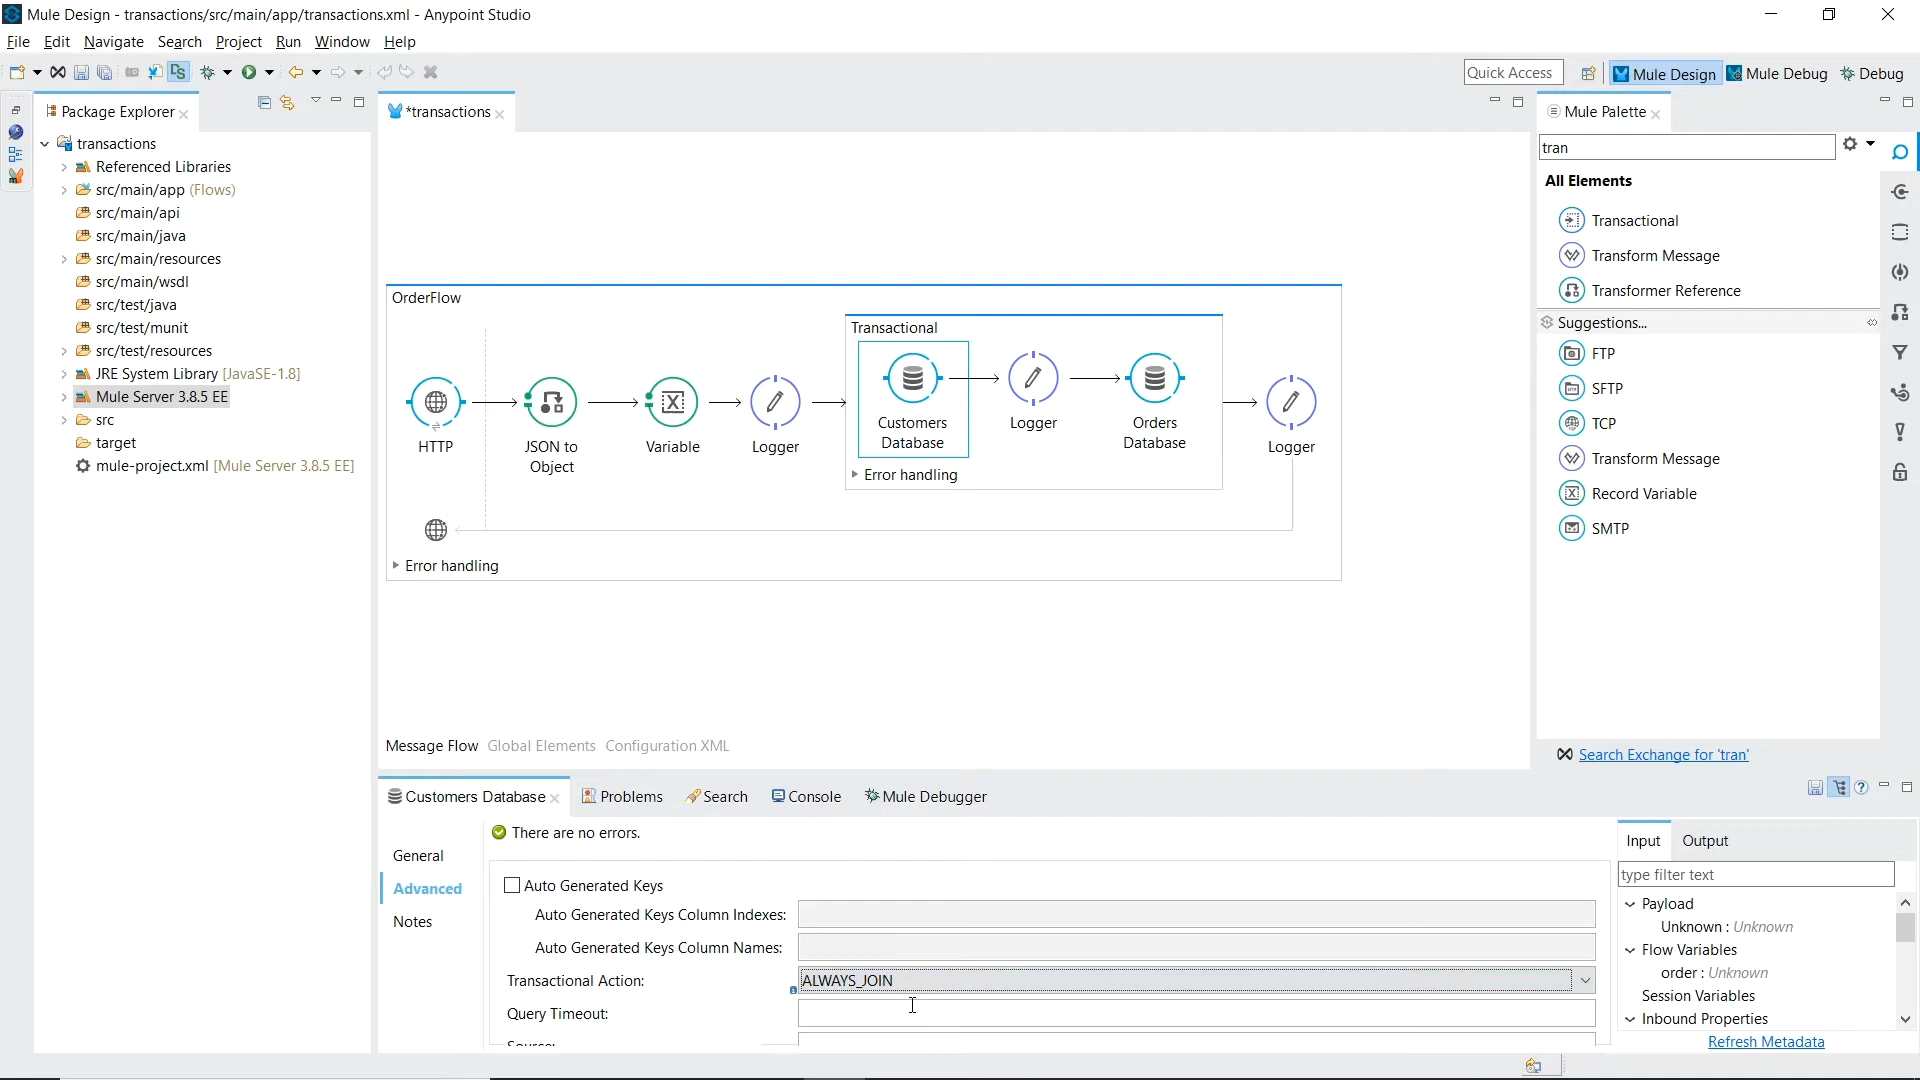 Mule Design - transactions/src/main/app/transactions.xml - Anypoint Studio
File Edit Navigate Search Project Run Window Help
Quick Access
Mule Design
Mule Debug
Debug
Package Explorer
transactions
Referenced Libraries
src/main/app (Flows)
src/main/api
src/main/java
src/main/resources
src/main/wsdl
src/test/java
src/test/munit
src/test/resources
JRE System Library [JavaSE-1.8]
Mule Server 3.8.5 EE
src
target
mule-project.xml [Mule Server 3.8.5 EE]
*transactions
OrderFlow
Transactional
HTTP
JSON to
Object
Variable
Logger
Customers
Database
Logger
Orders
Database
Logger
Error handling
Error handling
Message Flow Global Elements Configuration XML
Mule Palette
tran
All Elements
Transactional
Transform Message
Transformer Reference
Suggestions...
FTP
SFTP
TCP
Transform Message
Record Variable
SMTP
Search Exchange for 'tran'
Customers Database
Problems
Search
Console
Mule Debugger
There are no errors.
General
Advanced
Notes
Auto Generated Keys
Auto Generated Keys Column Indexes:
Auto Generated Keys Column Names:
Transactional Action: ALWAYS_JOIN
Query Timeout:
Source:
Input Output
type filter text
Payload
Unknown : Unknown
Flow Variables
order : Unknown
Session Variables
Inbound Properties
Refresh Metadata